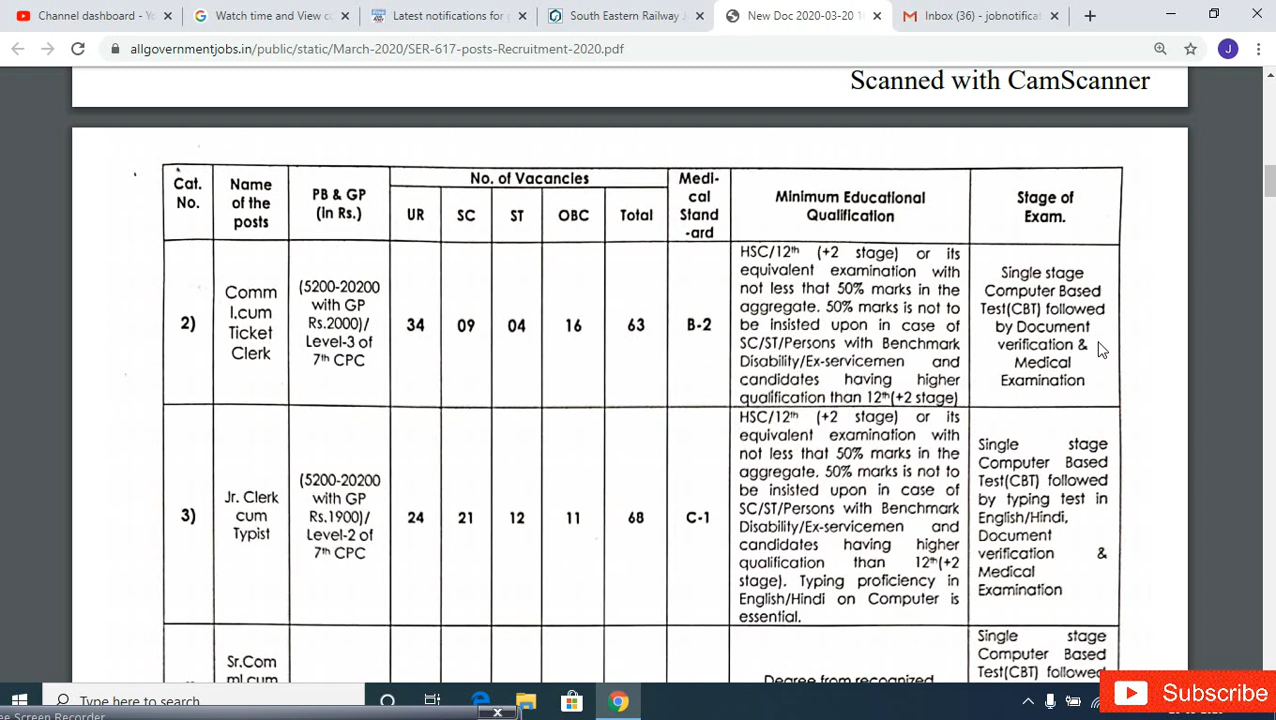 Channel dashboard - Y
Watch time and View c
Latest notifications for g
South Eastern Railway J
New Doc 2020-03-20 1
Inbox (36) - jobnotificat
allgovernmentjobs.in/public/static/March-2020/SER-617-posts-Recruitment-2020.pdf
J
Scanned with CamScanner
Cat. No.
Name of the posts
PB & GP (In Rs.)
No. of Vacancies
UR
SC
ST
OBC
Total
Medi-
cal
Stand
-ard
Minimum Educational
Qualification
Stage of
Exam.
2)
Comm
l.cum
Ticket
Clerk
(5200-20200
with GP
Rs.2000)/
Level-3 of
7th CPC
34
09
04
16
63
B-2
HSC/12th (+2 stage) or its
equivalent examination with
not less that 50% marks in the
aggregate. 50% marks is not to
be insisted upon in case of
SC/ST/Persons with Benchmark
Disability/Ex-servicemen and
candidates having higher
qualification than 12th(+2 stage)
Single stage
Computer Based
Test(CBT) followed
by Document
verification &
Medical
Examination
3)
Jr. Clerk
cum
Typist
(5200-20200
with GP
Rs.1900)/
Level-2 of
7th CPC
24
21
12
11
68
C-1
HSC/12th (+2 stage) or its
equivalent examination with
not less that 50% marks in the
aggregate. 50% marks is not to
be insisted upon in case of
SC/ST/Persons with Benchmark
Disability/Ex-servicemen and
candidates having higher
qualification than 12th(+2
stage). Typing proficiency in
English/Hindi on Computer is
essential.
Single stage
Computer Based
Test(CBT) followed
by typing test in
English/Hindi,
Document
verification &
Medical
Examination
Sr.Com
ml.cum
Degree from recognized
Single stage
Computer Based
Test(CBT) followed
Type here to search
Subscribe
ee Screen Recorder